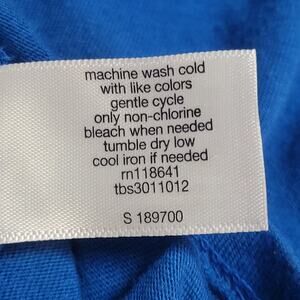 machine wash cold
with like colors
gentle cycle
only non-chlorine
bleach when needed
tumble dry low
cool iron if needed
rn118641
tbs3011012
S 189700